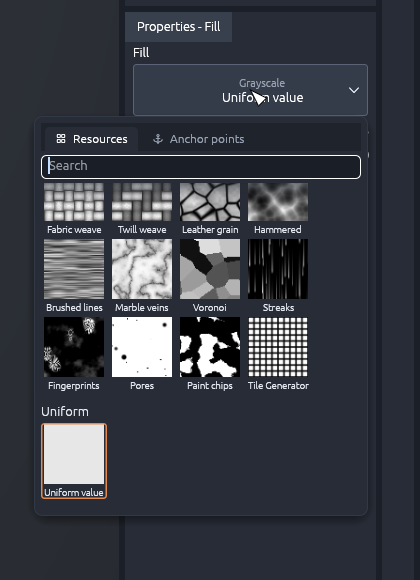 Properties - Fill
Fill
Grayscale
Uniform value
Resources
Anchor points
Search
Fabric weave
Twill weave
Leather grain
Hammered
Brushed lines
Marble veins
Voronoi
Streaks
Fingerprints
Pores
Paint chips
Tile Generator
Uniform
Uniform value